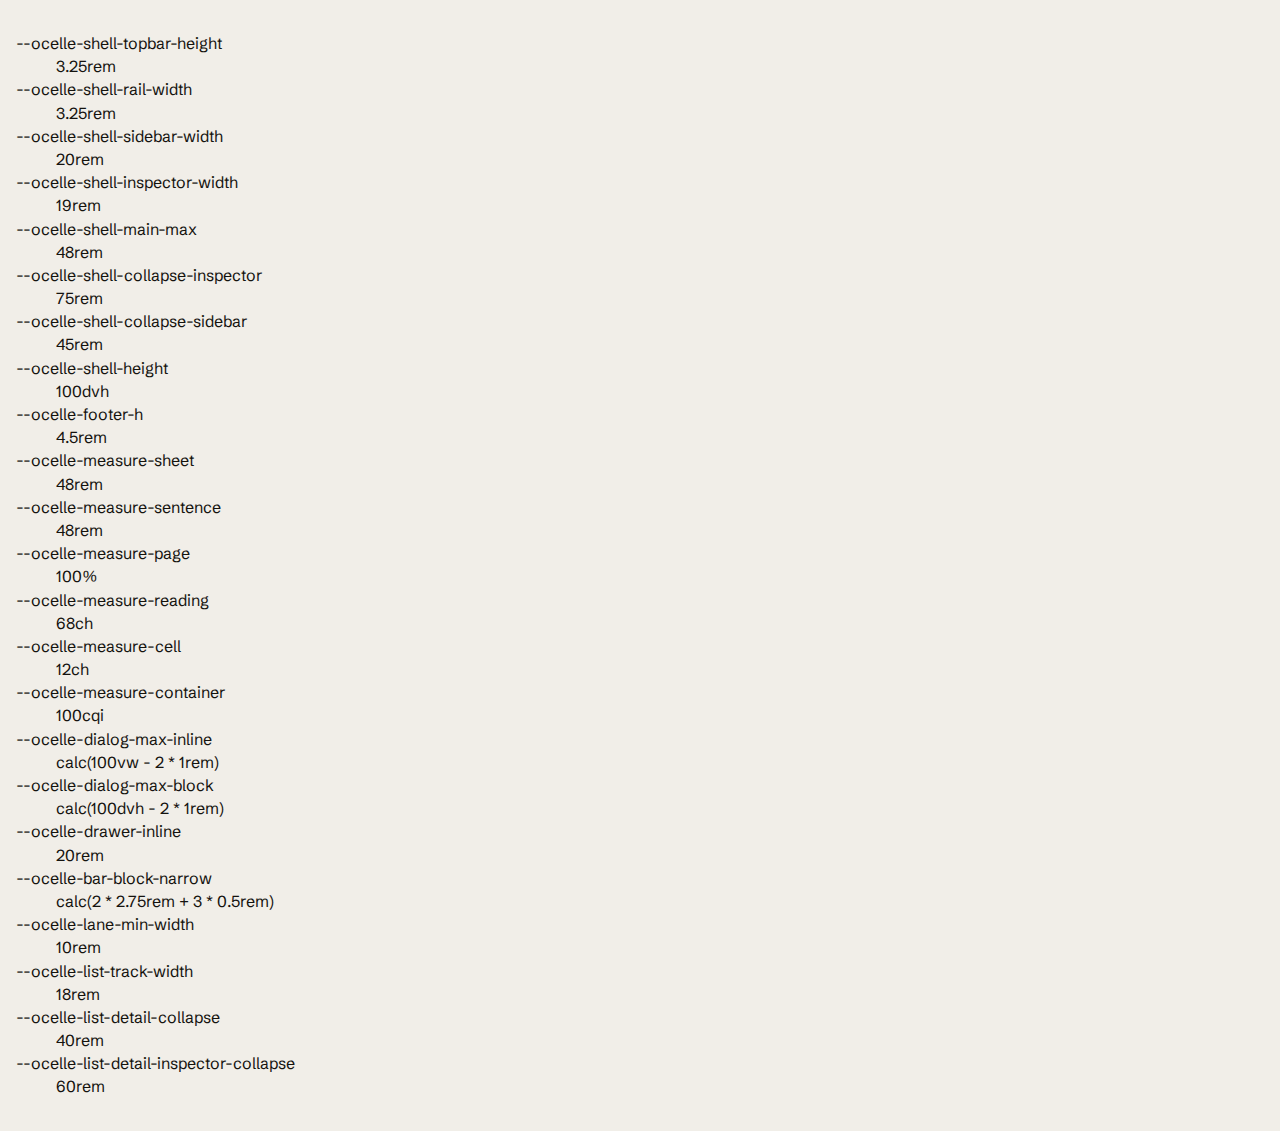 --ocelle-shell-topbar-height
3.25rem
--ocelle-shell-rail-width
3.25rem
--ocelle-shell-sidebar-width
20rem
--ocelle-shell-inspector-width
19rem
--ocelle-shell-main-max
48rem
--ocelle-shell-collapse-inspector
75rem
--ocelle-shell-collapse-sidebar
45rem
--ocelle-shell-height
100dvh
--ocelle-footer-h
4.5rem
--ocelle-measure-sheet
48rem
--ocelle-measure-sentence
48rem
--ocelle-measure-page
100%
--ocelle-measure-reading
68ch
--ocelle-measure-cell
12ch
--ocelle-measure-container
100cqi
--ocelle-dialog-max-inline
calc(100vw - 2 * 1rem)
--ocelle-dialog-max-block
calc(100dvh - 2 * 1rem)
--ocelle-drawer-inline
20rem
--ocelle-bar-block-narrow
calc(2 * 2.75rem + 3 * 0.5rem)
--ocelle-lane-min-width
10rem
--ocelle-list-track-width
18rem
--ocelle-list-detail-collapse
40rem
--ocelle-list-detail-inspector-collapse
60rem